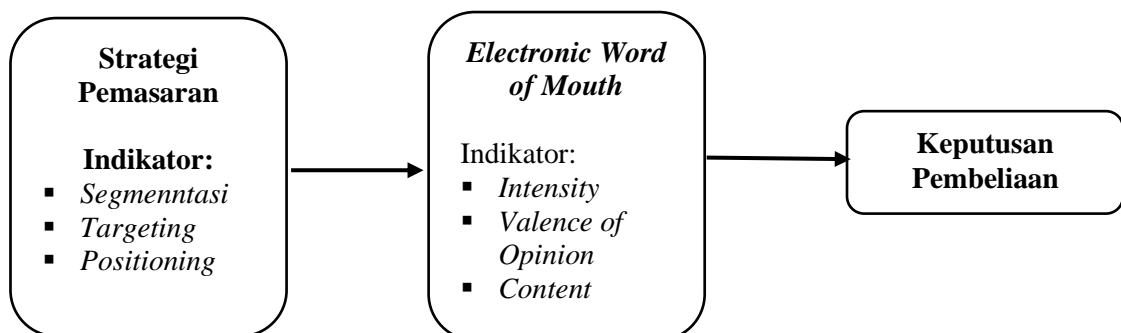 Strategi
Pemasaran
Indikator:
▪ Segmenntasi
▪ Targeting
▪ Positioning
Electronic Word
of Mouth
Indikator:
▪ Intensity
▪ Valence of
Opinion
▪ Content
Keputusan
Pembeliaan